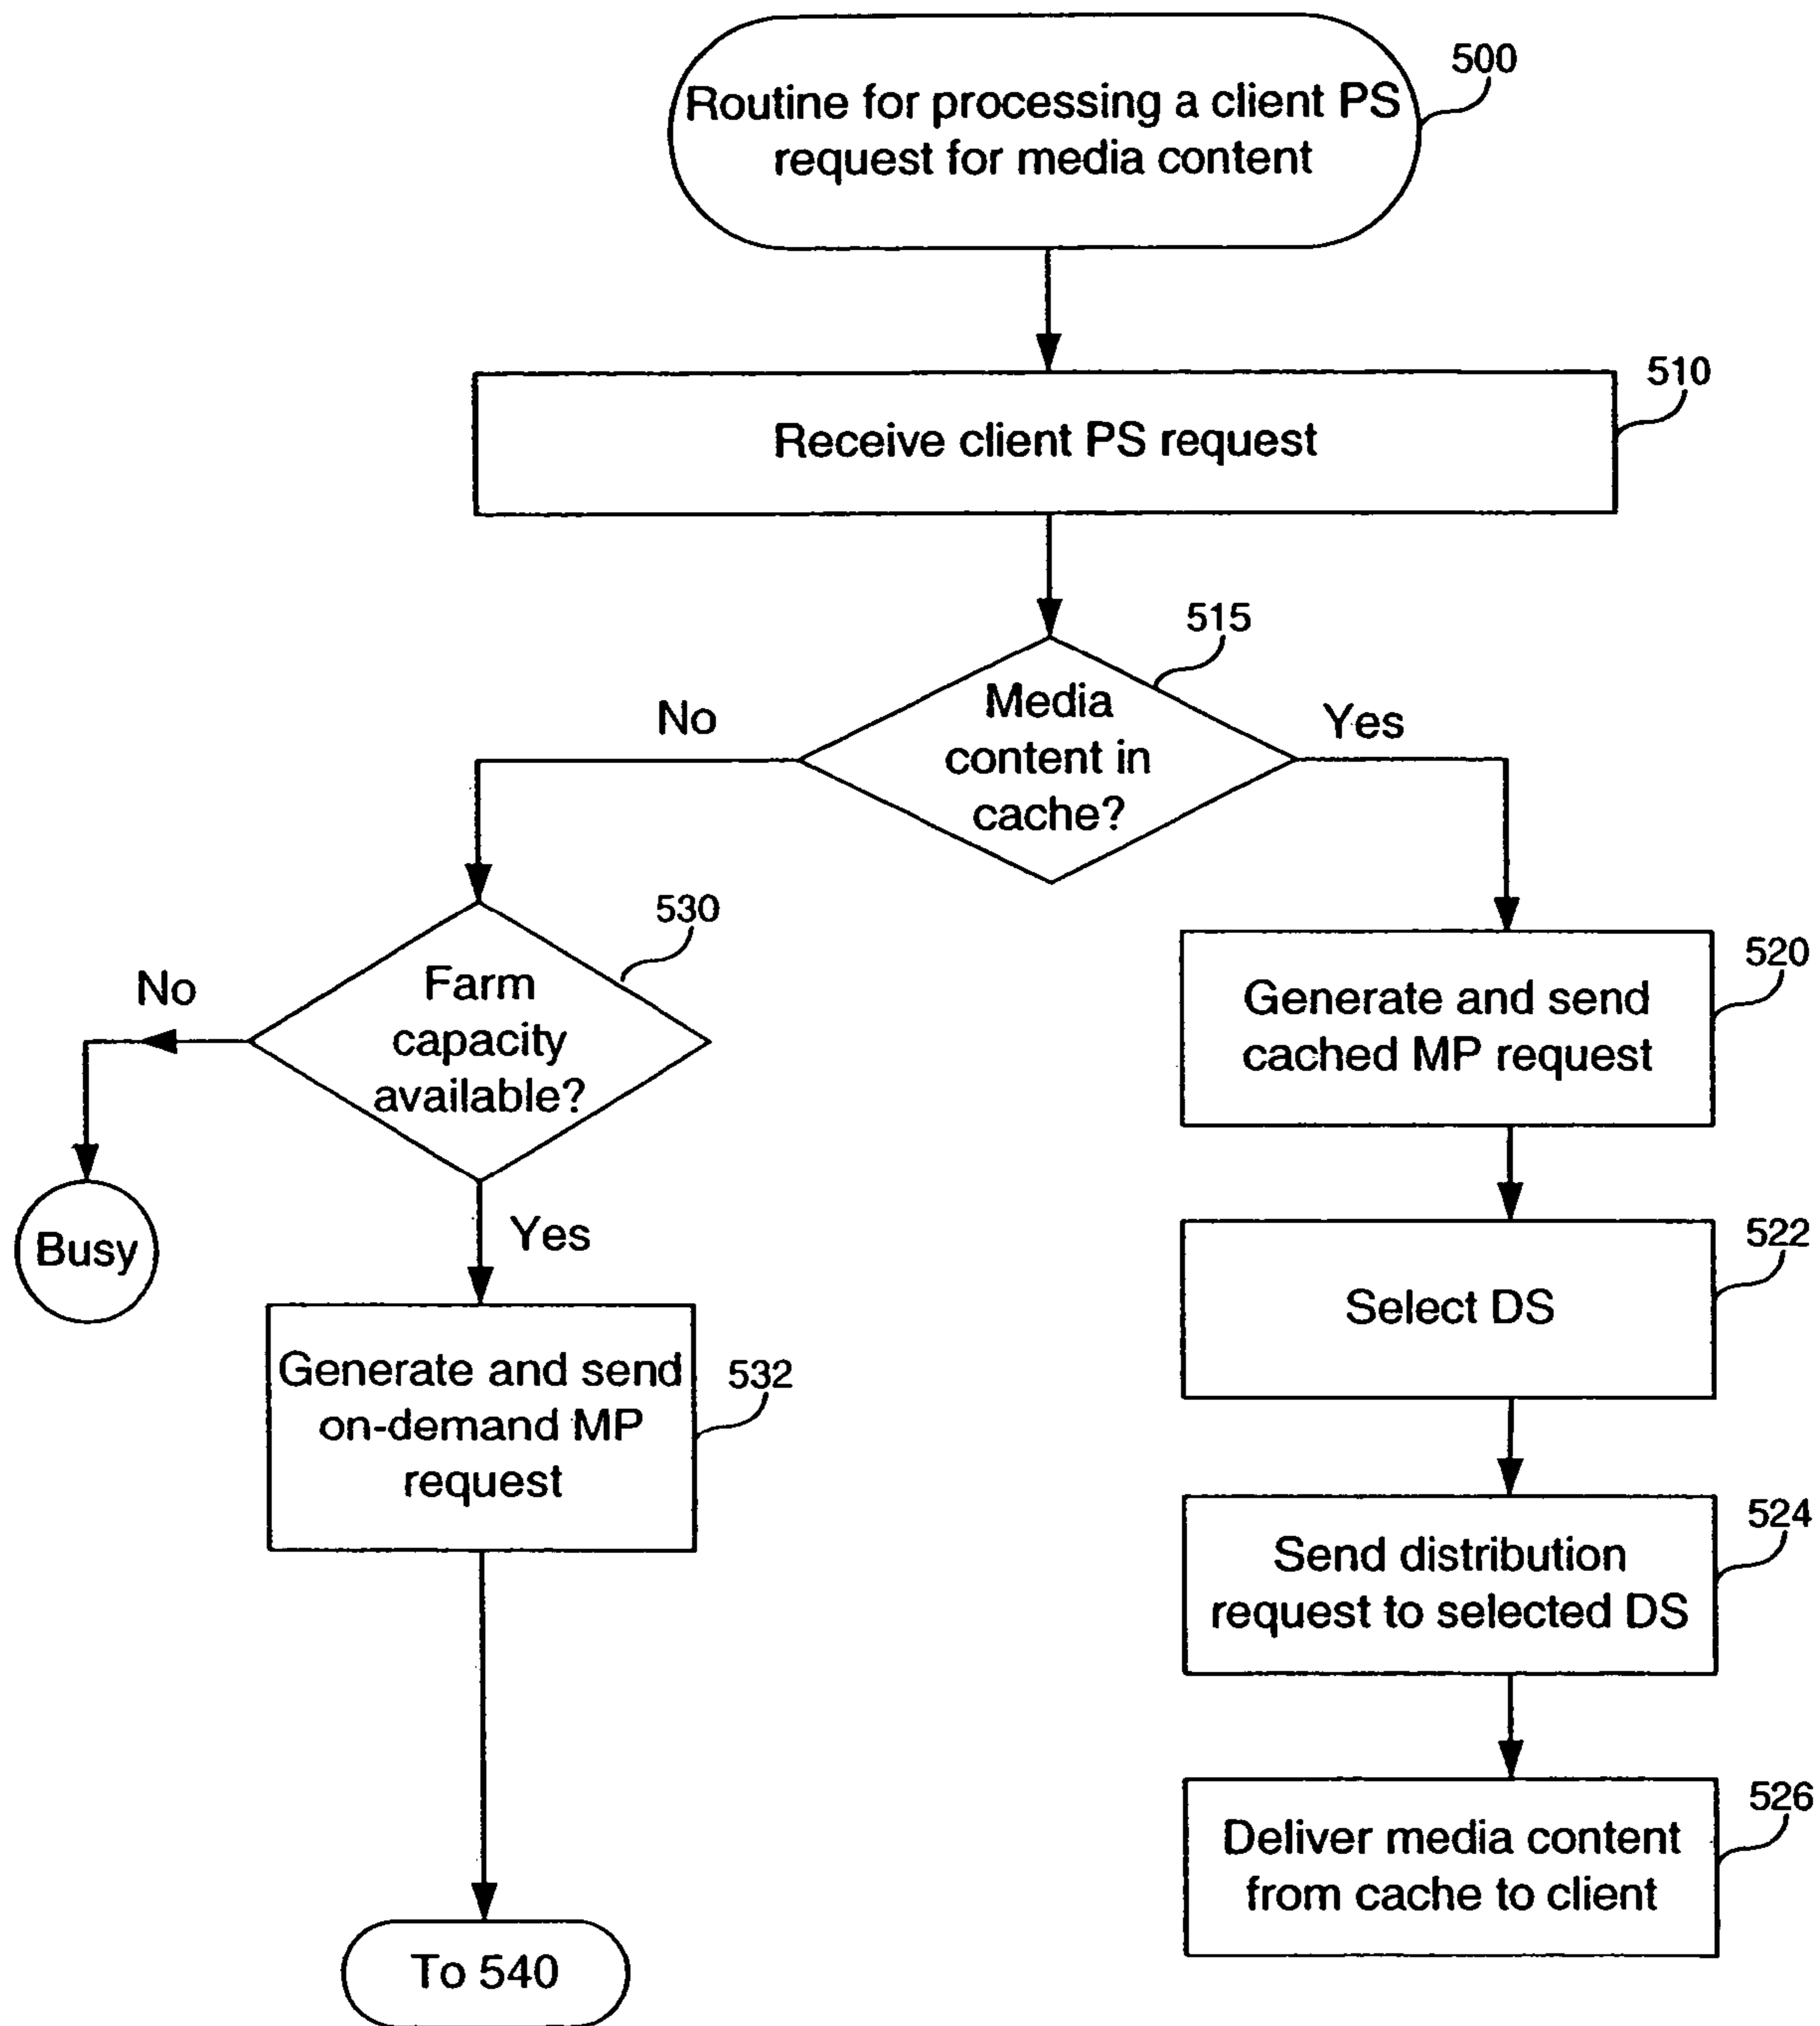 Routine for processing a client PS
request for media content
500
Receive client PS request
510
Media
content in
cache?
515
No
Yes
Farm
capacity
available?
530
No
Yes
Busy
Generate and send
cached MP request
520
Select DS
522
Generate and send
on-demand MP
request
532
Send distribution
request to selected DS
524
Deliver media content
from cache to client
526
To 540